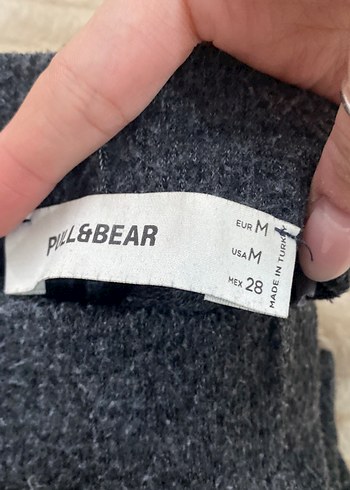 PULL&BEAR
EUR M
USA M
MEX 28
MADE IN TURKEY